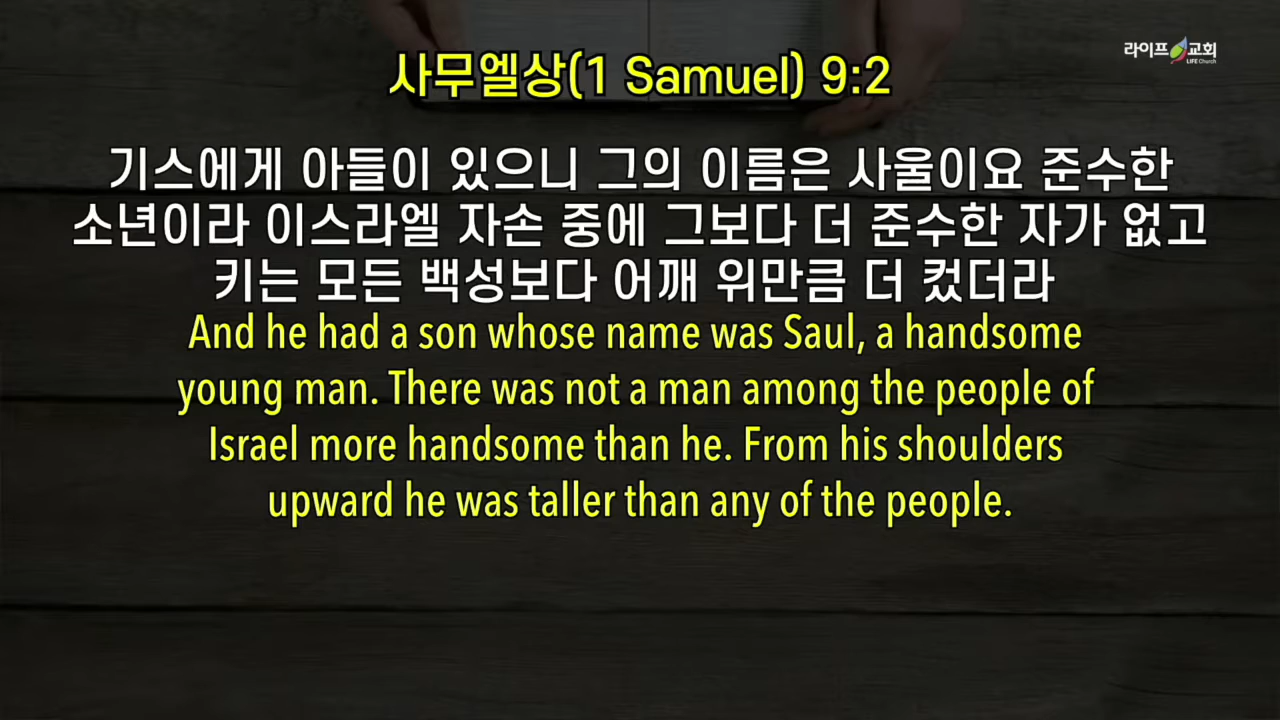 라이프교회
LIFE Church
사무엘상(1 Samuel) 9:2
기스에게 아들이 있으니 그의 이름은 사울이요 준수한
소년이라 이스라엘 자손 중에 그보다 더 준수한 자가 없고
키는 모든 백성보다 어깨 위만큼 더 컸더라
And he had a son whose name was Saul, a handsome
young man. There was not a man among the people of
Israel more handsome than he. From his shoulders
upward he was taller than any of the people.